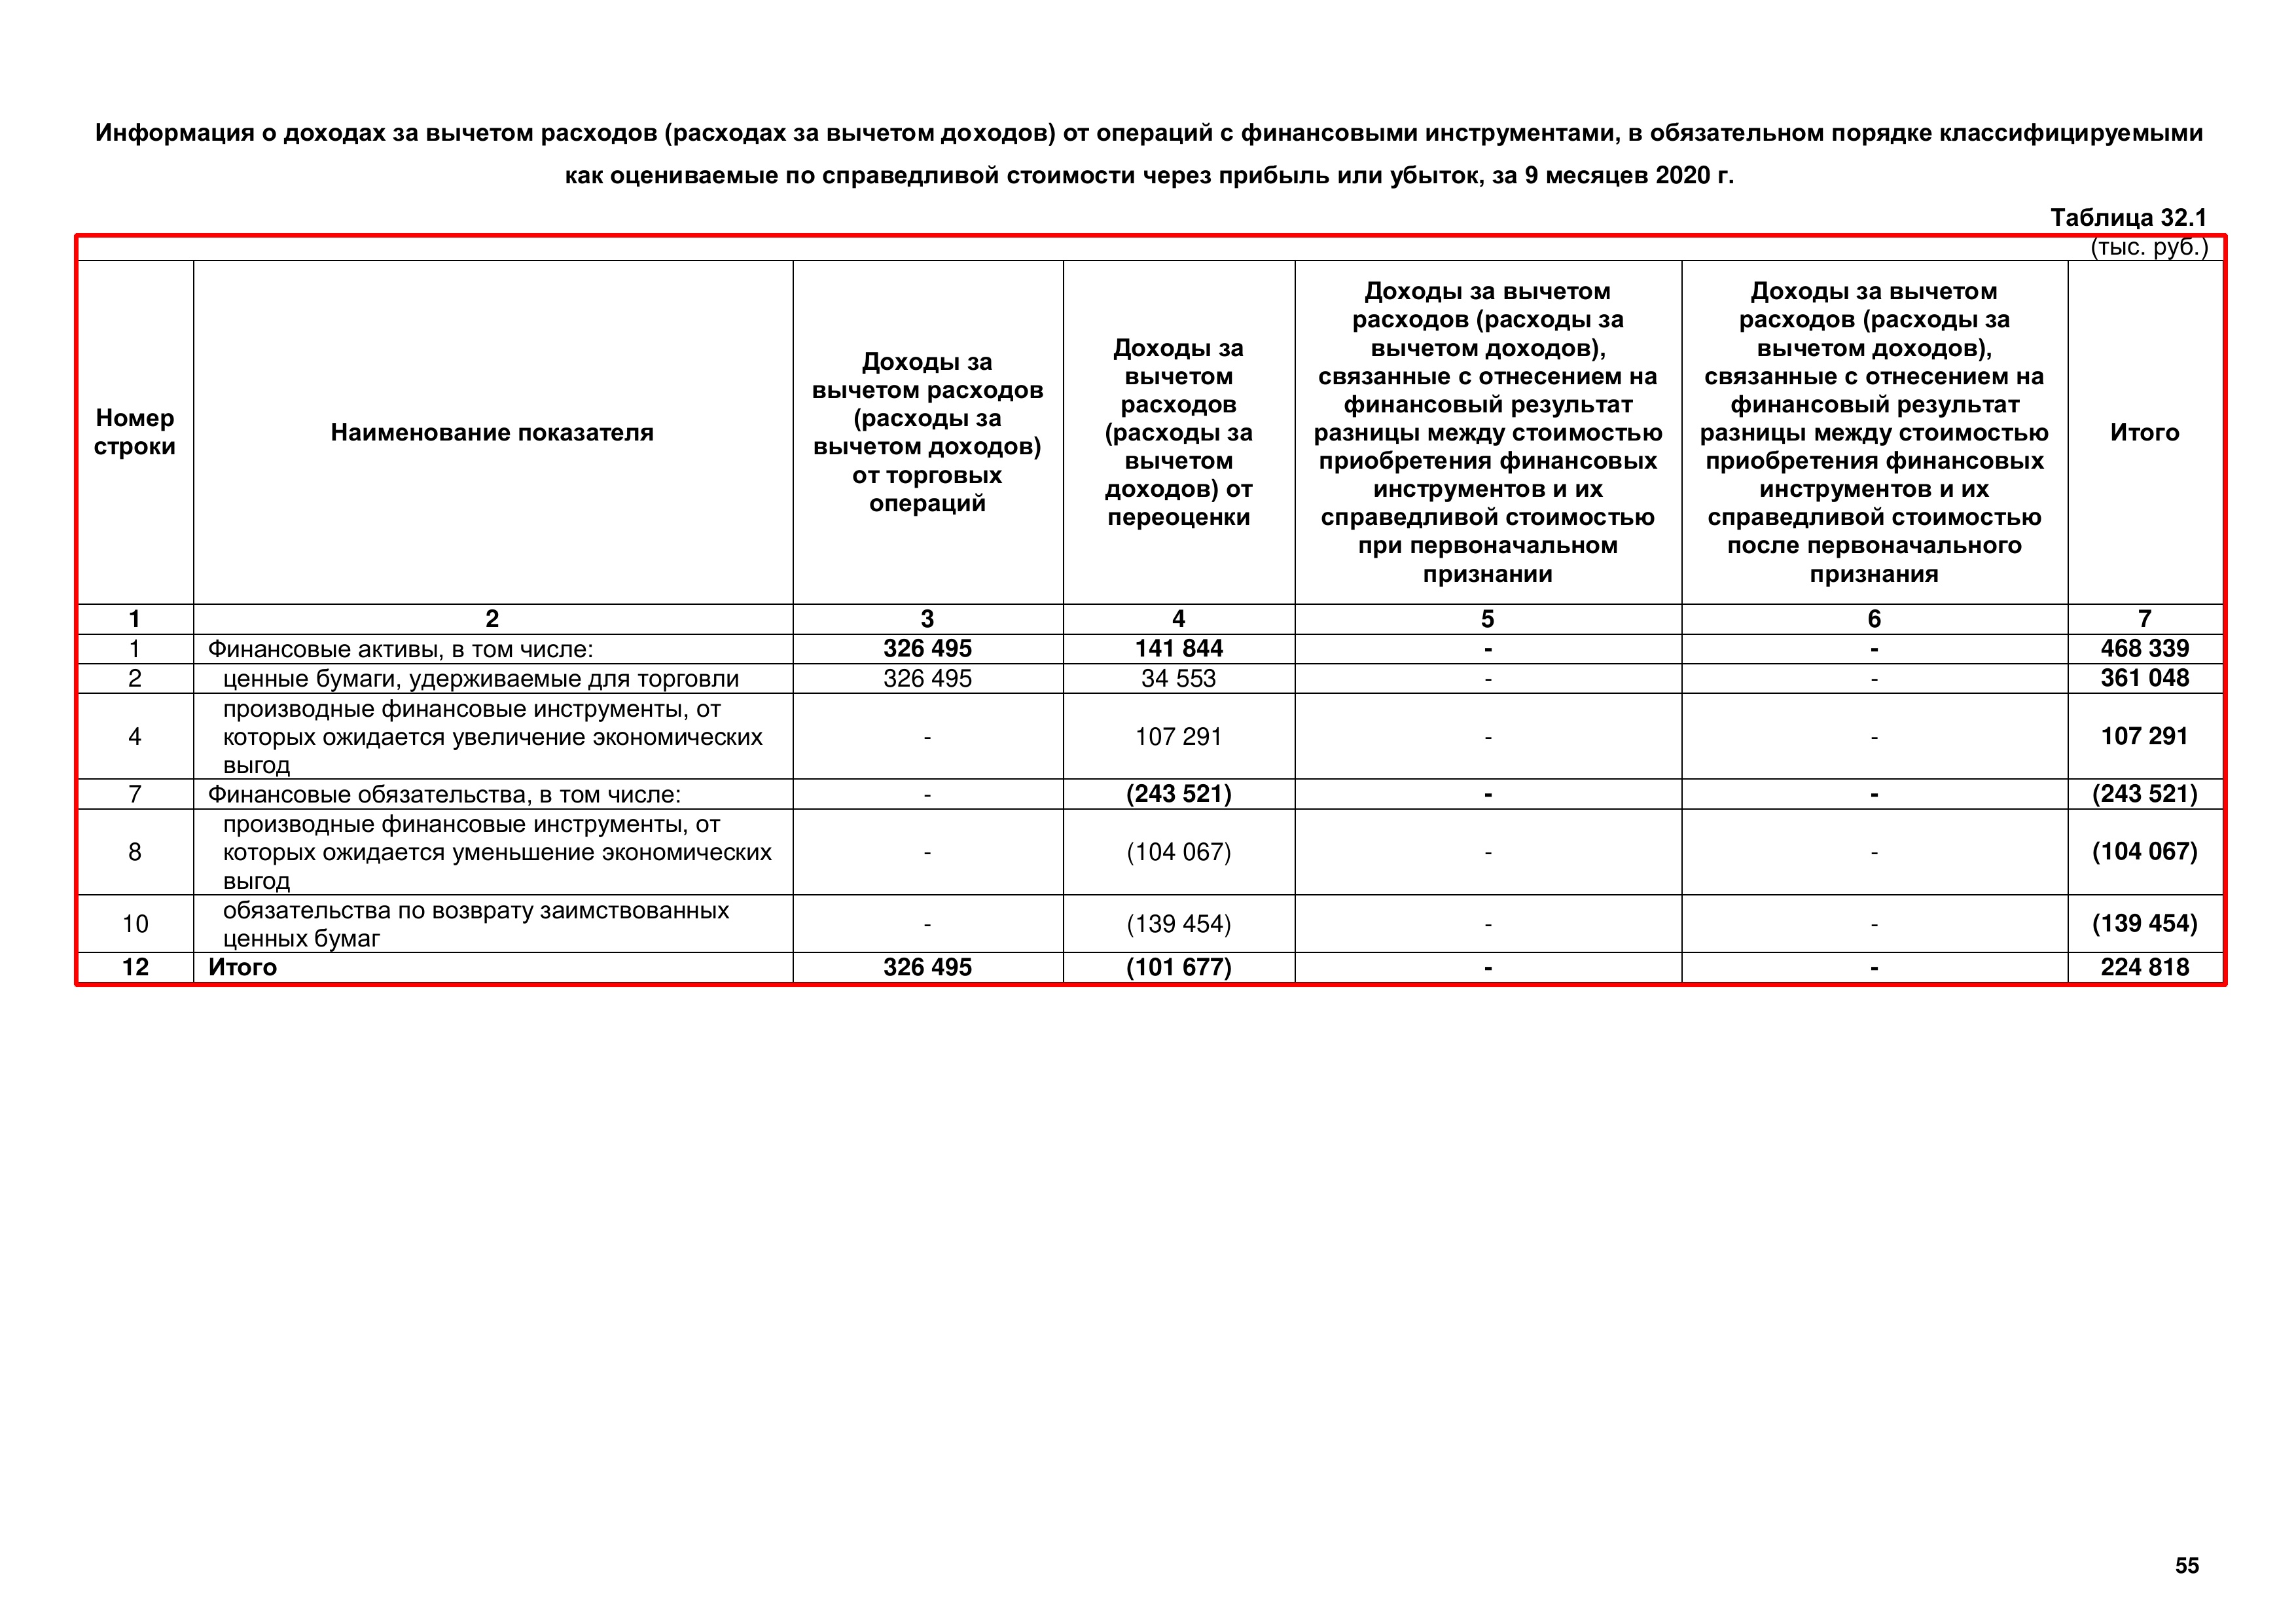 Информация о доходах за вычетом расходов (расходах за вычетом доходов) от операций с финансовыми инструментами, в обязательном порядке классифицируемыми
как оцениваемые по справедливой стоимости через прибыль или убыток, за 9 месяцев 2020 г.
Таблица 32.1
(тыс. руб.)
Номер
строки
Наименование показателя
Доходы за
вычетом расходов
(расходы за
вычетом доходов)
от торговых
операций
Доходы за
вычетом
расходов
(расходы за
вычетом
доходов) от
переоценки
Доходы за вычетом
расходов (расходы за
вычетом доходов),
связанные с отнесением на
финансовый результат
разницы между стоимостью
приобретения финансовых
инструментов и их
справедливой стоимостью
при первоначальном
признании
Доходы за вычетом
расходов (расходы за
вычетом доходов),
связанные с отнесением на
финансовый результат
разницы между стоимостью
приобретения финансовых
инструментов и их
справедливой стоимостью
после первоначального
признания
Итого
1 2 3 4 5 6 7
1 Финансовые активы, в том числе: 326 495 141 844 - - 468 339
2 ценные бумаги, удерживаемые для торговли 326 495 34 553 - - 361 048
4 производные финансовые инструменты, от
которых ожидается увеличение экономических
выгод
- 107 291 - - 107 291
7 Финансовые обязательства, в том числе: - (243 521) - - (243 521)
8 производные финансовые инструменты, от
которых ожидается уменьшение экономических
выгод
- (104 067) - - (104 067)
10 обязательства по возврату заимствованных
ценных бумаг
- (139 454) - - (139 454)
12 Итого 326 495 (101 677) - - 224 818
55